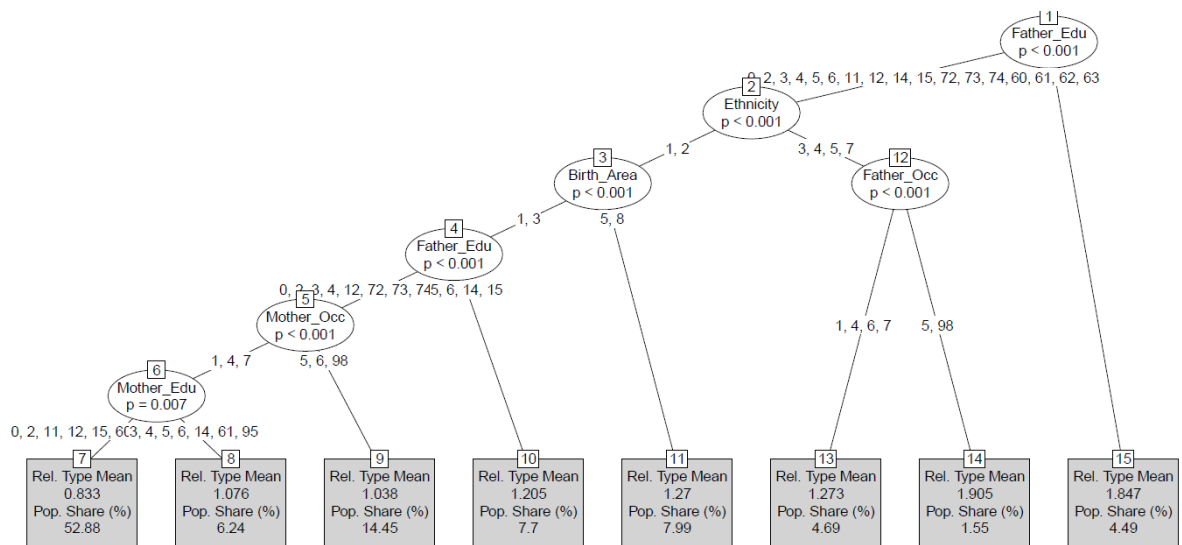 1
Father_Edu
p < 0.001
2, 3, 4, 5, 6, 11, 12, 14, 15, 72, 73, 74
60, 61, 62, 63
2
Ethnicity
p < 0.001
1, 2
3, 4, 5, 7
3
Birth_Area
p < 0.001
12
Father_Occ
p < 0.001
1, 3
5, 8
4
Father_Edu
p < 0.001
0, 2, 3, 4, 12, 72, 73, 74
5, 6, 14, 15
1, 4, 6, 7
5, 98
5
Mother_Occ
p < 0.001
1, 4, 7
5, 6, 98
6
Mother_Edu
p = 0.007
0, 2, 11, 12, 15, 60
3, 4, 5, 6, 14, 61, 95
7
Rel. Type Mean
0.833
Pop. Share (%)
52.88
8
Rel. Type Mean
1.076
Pop. Share (%)
6.24
9
Rel. Type Mean
1.038
Pop. Share (%)
14.45
10
Rel. Type Mean
1.205
Pop. Share (%)
7.7
11
Rel. Type Mean
1.27
Pop. Share (%)
7.99
13
Rel. Type Mean
1.273
Pop. Share (%)
4.69
14
Rel. Type Mean
1.905
Pop. Share (%)
1.55
15
Rel. Type Mean
1.847
Pop. Share (%)
4.49